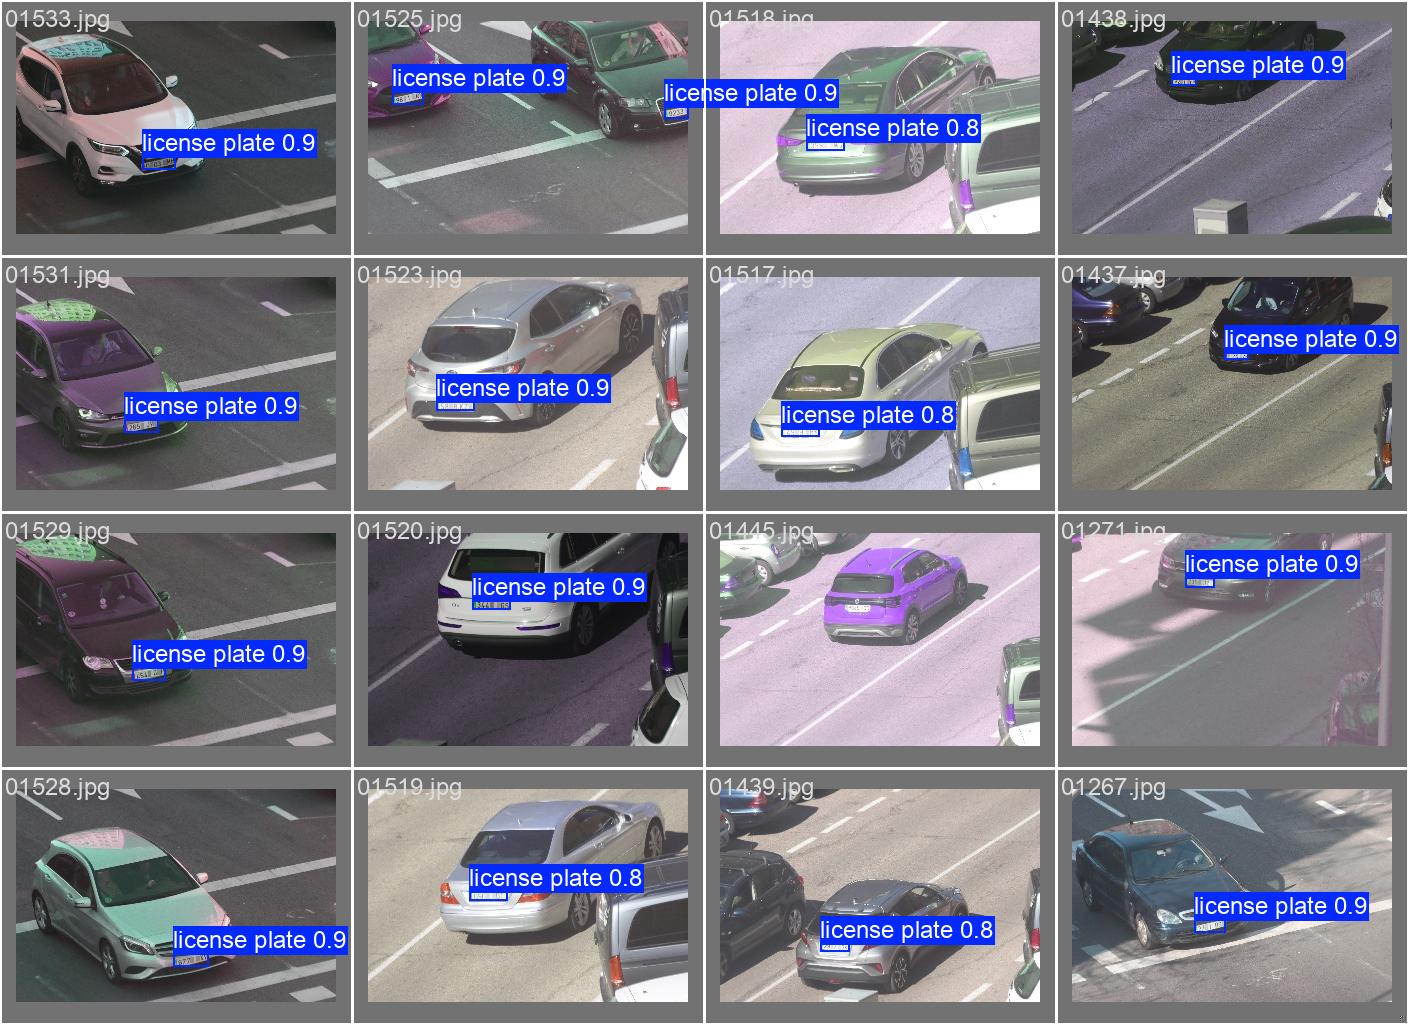 01533.jpg
license plate 0.9
01525.jpg
license plate 0.9
license plate 0.9
01518.jpg
license plate 0.8
01438.jpg
license plate 0.9
01531.jpg
license plate 0.9
01523.jpg
license plate 0.9
01517.jpg
license plate 0.8
01437.jpg
license plate 0.9
01529.jpg
license plate 0.9
01520.jpg
license plate 0.9
01445.jpg
01271.jpg
license plate 0.9
01528.jpg
license plate 0.9
01519.jpg
license plate 0.8
01439.jpg
license plate 0.8
01267.jpg
license plate 0.9